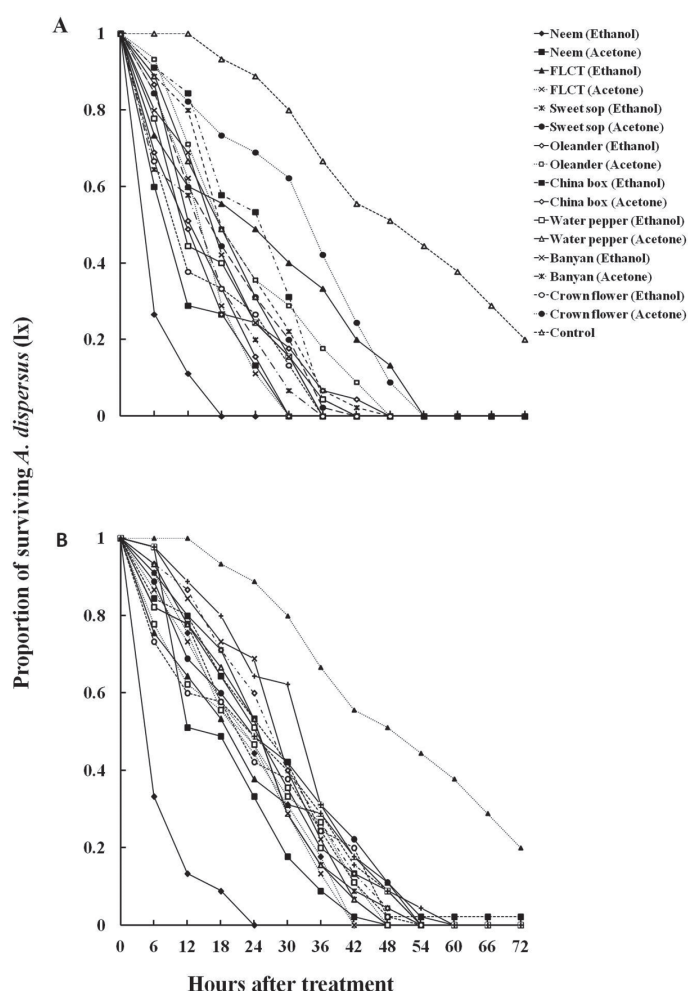 A
1
0.8
0.6
0.4
0.2
0
0 6 12 18 24 30 36 42 48 54 60 66 72
Neem (Ethanol)
Neem (Acetone)
FLCT (Ethanol)
FLCT (Acetone)
Sweet sop (Ethanol)
Sweet sop (Acetone)
Oleander (Ethanol)
Oleander (Acetone)
China box (Ethanol)
China box (Acetone)
Water pepper (Ethanol)
Water pepper (Acetone)
Banyan (Ethanol)
Banyan (Acetone)
Crown flower (Ethanol)
Crown flower (Acetone)
Control
Proportion of surviving A. dispersus (lx)
B
1
0.8
0.6
0.4
0.2
0
0 6 12 18 24 30 36 42 48 54 60 66 72
Hours after treatment